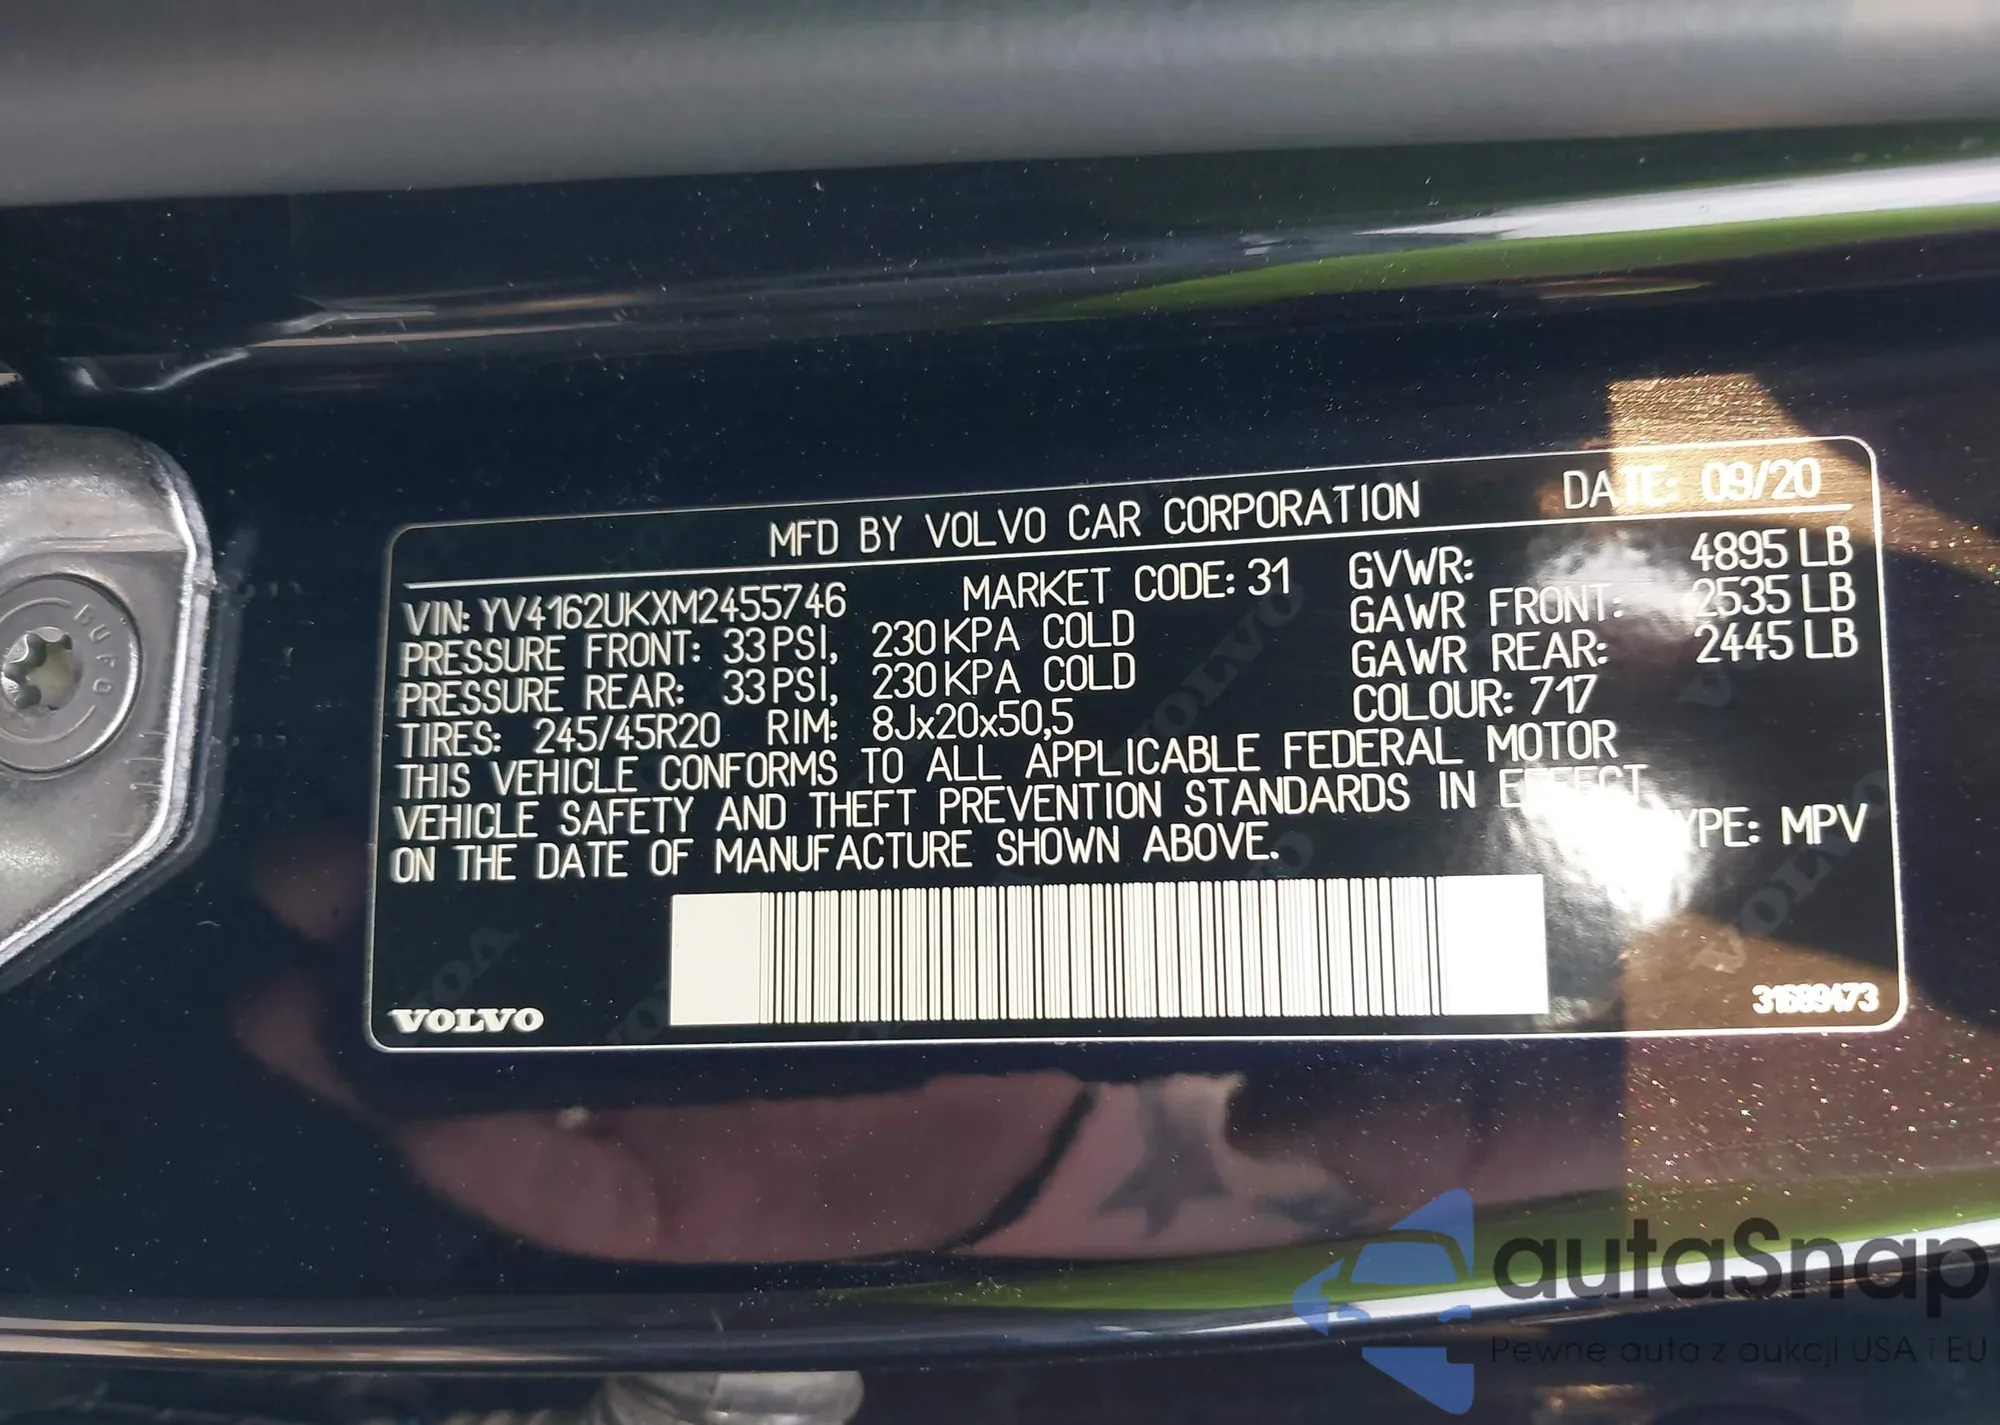 MFD BY VOLVO CAR CORPORATION DATE: 09/20
VIN: YV4162UKXM2455746 MARKET CODE: 31 GVWR: 4895 LB
PRESSURE FRONT: 33 PSI, 230 KPA COLD GAWR FRONT: 2535 LB
PRESSURE REAR: 33 PSI, 230 KPA COLD GAWR REAR: 2445 LB
TIRES: 245/45R20 RIM: 8Jx20x50,5 COLOUR: 717
THIS VEHICLE CONFORMS TO ALL APPLICABLE FEDERAL MOTOR
VEHICLE SAFETY AND THEFT PREVENTION STANDARDS IN EFFECT
ON THE DATE OF MANUFACTURE SHOWN ABOVE. TYPE: MPV
VOLVO 31689473
BUFO
autaSnap
Pewne auta z aukcji USA i EU